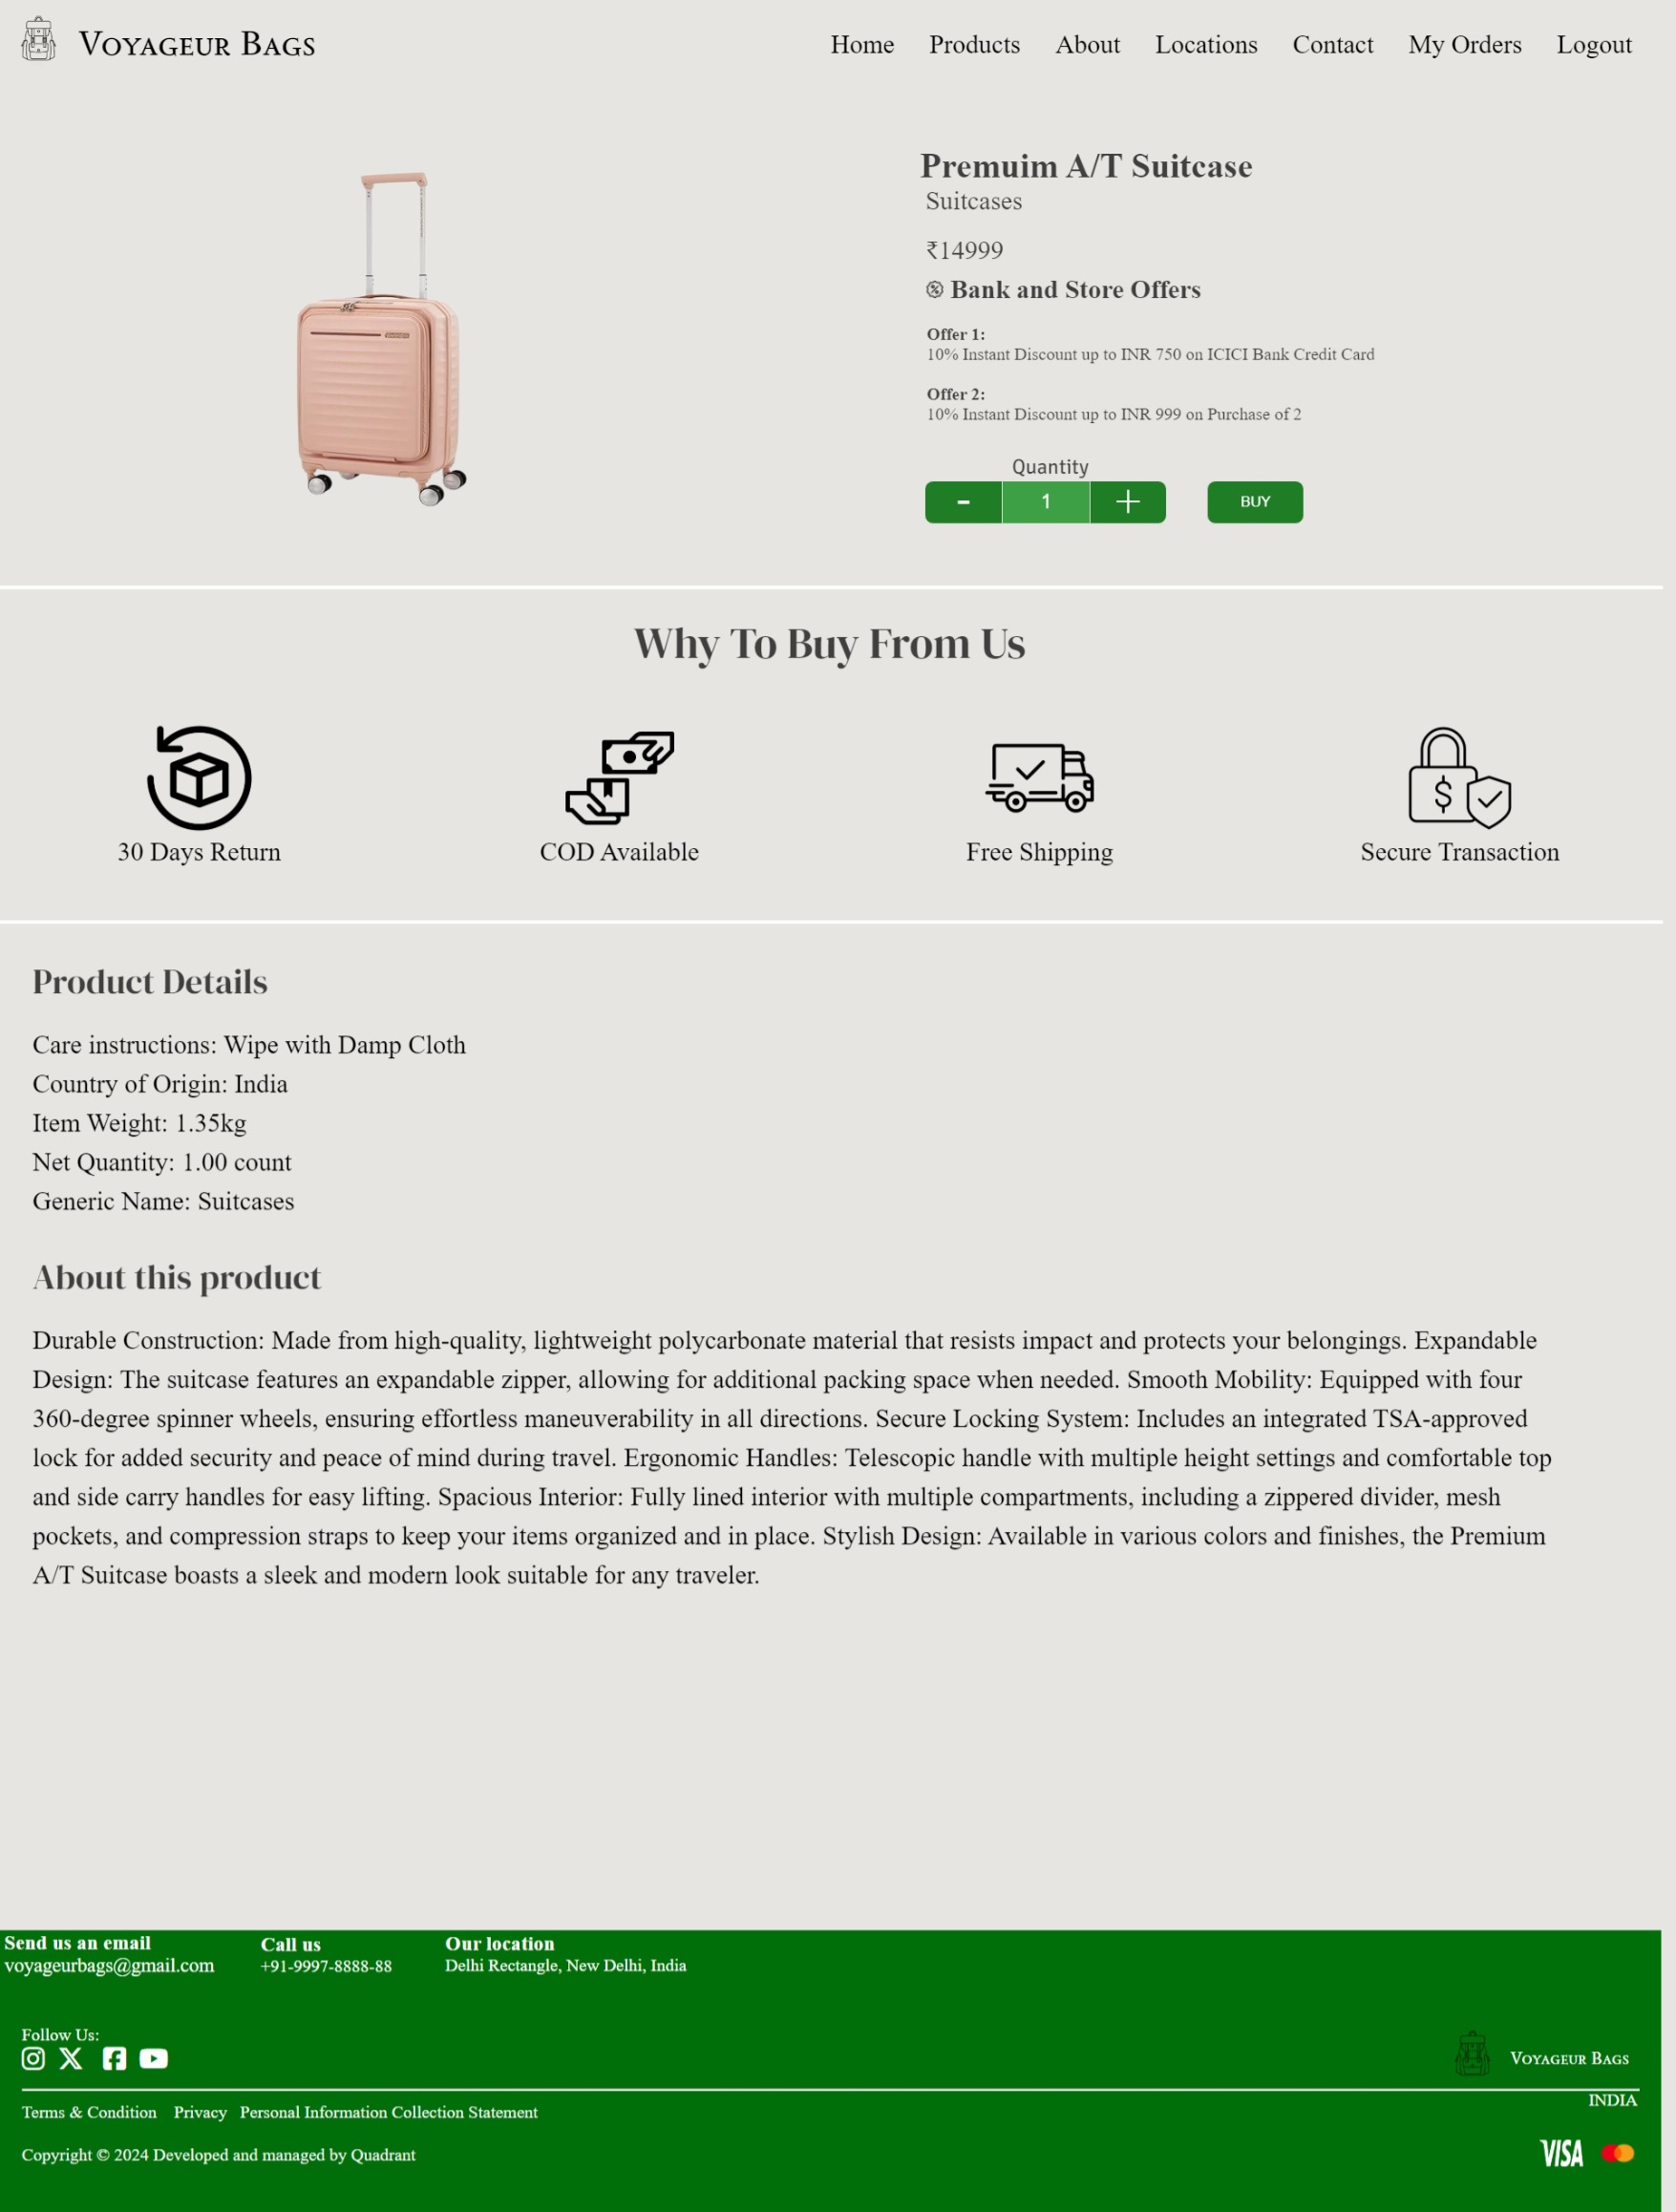 VOYAGEUR BAGS
Home Products About Locations Contact My Orders Logout
Premuim A/T Suitcase
Suitcases
₹14999
Bank and Store Offers
Offer 1:
10% Instant Discount up to INR 750 on ICICI Bank Credit Card
Offer 2:
10% Instant Discount up to INR 999 on Purchase of 2
Quantity
- 1 + BUY
Why To Buy From Us
30 Days Return COD Available Free Shipping Secure Transaction
Product Details
Care instructions: Wipe with Damp Cloth
Country of Origin: India
Item Weight: 1.35kg
Net Quantity: 1.00 count
Generic Name: Suitcases
About this product
Durable Construction: Made from high-quality, lightweight polycarbonate material that resists impact and protects your belongings. Expandable
Design: The suitcase features an expandable zipper, allowing for additional packing space when needed. Smooth Mobility: Equipped with four
360-degree spinner wheels, ensuring effortless maneuverability in all directions. Secure Locking System: Includes an integrated TSA-approved
lock for added security and peace of mind during travel. Ergonomic Handles: Telescopic handle with multiple height settings and comfortable top
and side carry handles for easy lifting. Spacious Interior: Fully lined interior with multiple compartments, including a zippered divider, mesh
pockets, and compression straps to keep your items organized and in place. Stylish Design: Available in various colors and finishes, the Premium
A/T Suitcase boasts a sleek and modern look suitable for any traveler.
Send us an email
voyageurbags@gmail.com
Call us
+91-9997-8888-88
Our location
Delhi Rectangle, New Delhi, India
Follow Us:
VOYAGEUR BAGS
INDIA
Terms & Condition Privacy Personal Information Collection Statement
Copyright © 2024 Developed and managed by Quadrant
VISA